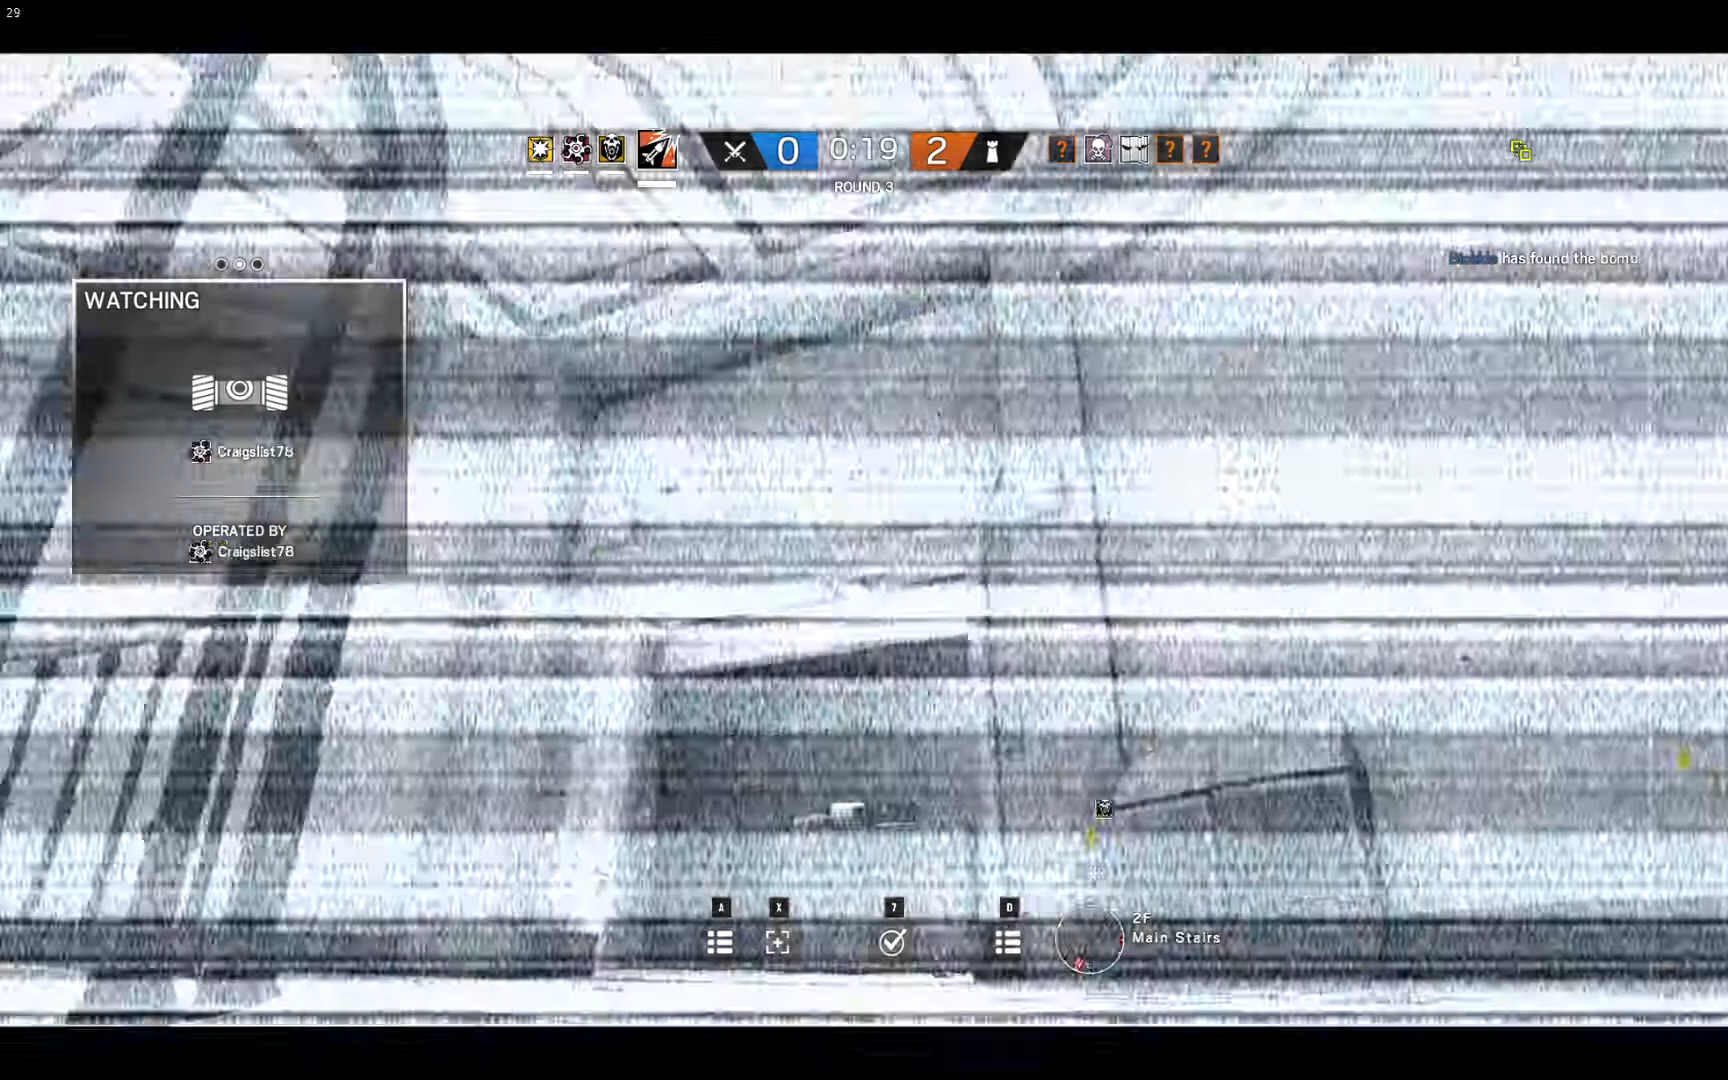 29
0 0:19 2 ? ? ?
ROUND 3
has found the bomb
WATCHING
Craigslist78
OPERATED BY
Craigslist78
A X 7 D
2F
Main Stairs